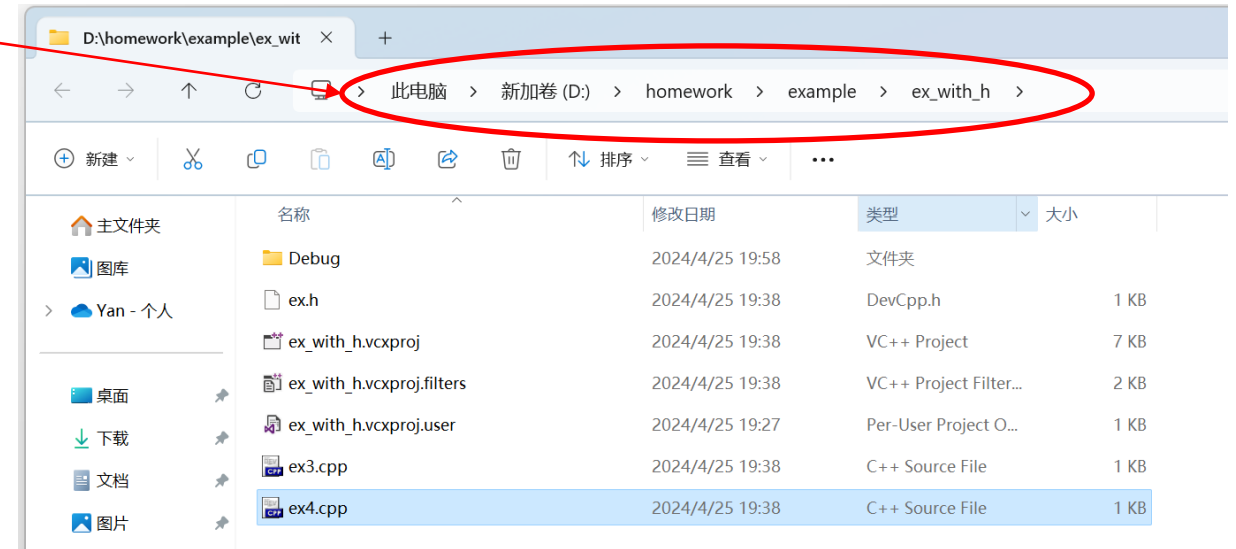 D:\homework\example\ex_wit
此电脑 > 新加卷 (D:) > homework > example > ex_with_h >
新建 排序 查看
名称 修改日期 类型 大小
主文件夹
图库
Yan - 个人
桌面
下载
文档
图片
Debug 2024/4/25 19:58 文件夹
ex.h 2024/4/25 19:38 DevCpp.h 1 KB
ex_with_h.vcxproj 2024/4/25 19:38 VC++ Project 7 KB
ex_with_h.vcxproj.filters 2024/4/25 19:38 VC++ Project Filter... 2 KB
ex_with_h.vcxproj.user 2024/4/25 19:27 Per-User Project O... 1 KB
ex3.cpp 2024/4/25 19:38 C++ Source File 1 KB
ex4.cpp 2024/4/25 19:38 C++ Source File 1 KB